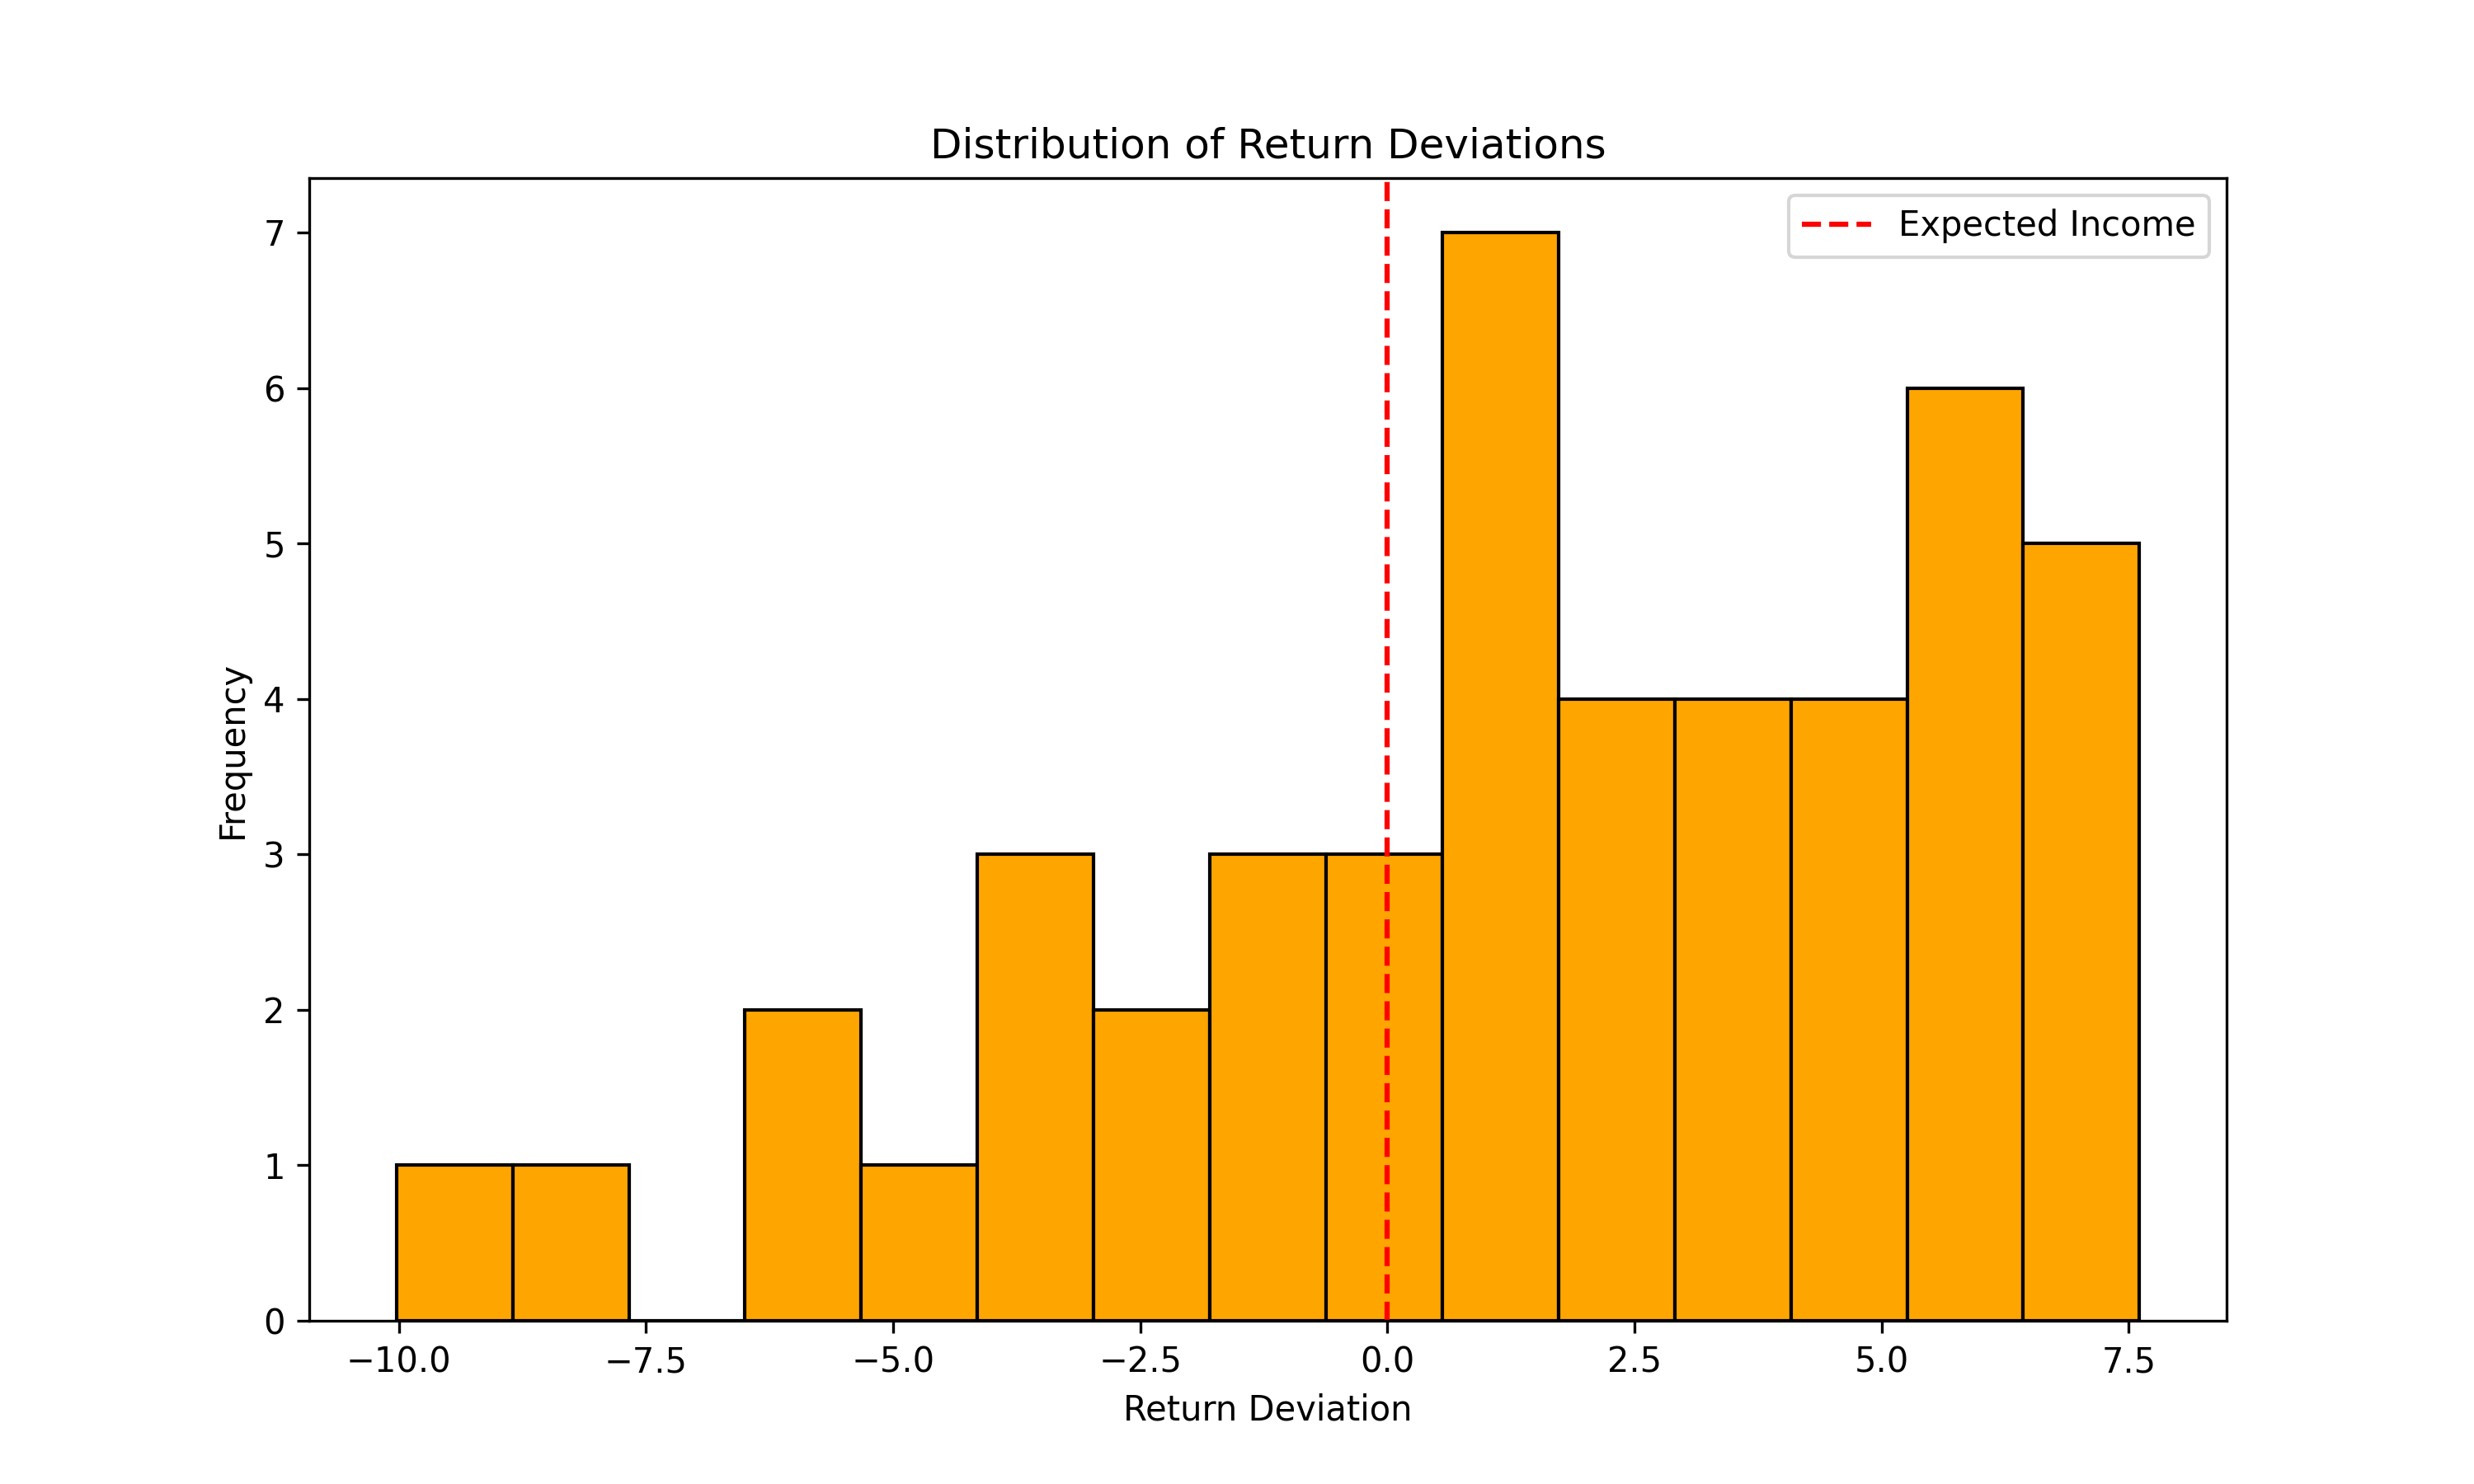 Distribution of Return Deviations
Expected Income
Frequency
7
6
5
4
3
2
1
0
−10.0 −7.5 −5.0 −2.5 0.0 2.5 5.0 7.5
Return Deviation